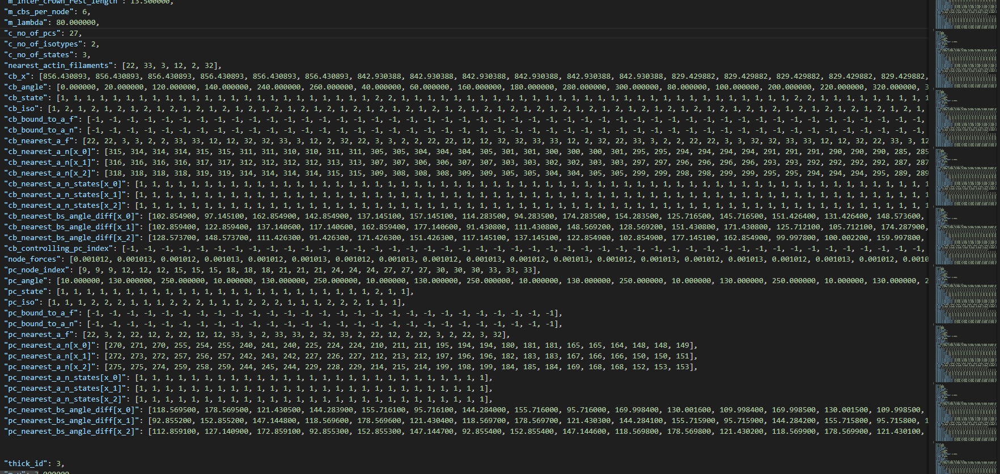 "m_inter_crown_rest_length": 13.500000,
"m_cbs_per_node": 6,
"m_lambda": 80.000000,
"c_no_of_pcs": 27,
"c_no_of_isotypes": 2,
"c_no_of_states": 3,
"nearest_actin_filaments": [22, 33, 3, 12, 2, 32],
"cb_x": [856.430893, 856.430893, 856.430893, 856.430893, 856.430893, 856.430893, 842.930388, 842.930388, 842.930388, 842.930388, 842.930388, 842.930388, 829.429882, 829.429882, 829.429882, 829.429882, 829.429882,
"cb_angle": [0.000000, 20.000000, 120.000000, 140.000000, 240.000000, 260.000000, 40.000000, 60.000000, 160.000000, 180.000000, 280.000000, 300.000000, 80.000000, 100.000000, 200.000000, 220.000000, 320.000000, 3
"cb_state": [1, 1, 1, 1, 1, 1, 1, 1, 1, 1, 1, 1, 1, 1, 1, 1, 1, 1, 1, 1, 1, 1, 1, 1, 2, 2, 1, 1, 1, 1, 1, 1, 1, 1, 1, 1, 1, 1, 1, 1, 1, 1, 1, 1, 1, 1, 1, 1, 1, 1, 1, 1, 1, 1, 1, 1, 2, 2, 1, 1, 1, 1, 1, 1, 1, 1, 1
"cb_iso": [1, 2, 1, 2, 1, 2, 1, 2, 1, 2, 1, 2, 1, 2, 1, 2, 1, 2, 1, 2, 1, 2, 1, 2, 1, 2, 1, 2, 1, 2, 1, 2, 1, 2, 1, 2, 1, 2, 1, 2, 1, 2, 1, 2, 1, 2, 1, 2, 1, 2, 1, 2, 1, 2, 1, 2, 1, 2, 1, 2, 1, 2, 1, 2, 1, 2, 1,
"cb_bound_to_a_f": [-1, -1, -1, -1, -1, -1, -1, -1, -1, -1, -1, -1, -1, -1, -1, -1, -1, -1, -1, -1, -1, -1, -1, -1, -1, -1, -1, -1, -1, -1, -1, -1, -1, -1, -1, -1, -1, -1, -1, -1, -1, -1, -1, -1, -1, -1, -1, -1,
"cb_bound_to_a_n": [-1, -1, -1, -1, -1, -1, -1, -1, -1, -1, -1, -1, -1, -1, -1, -1, -1, -1, -1, -1, -1, -1, -1, -1, -1, -1, -1, -1, -1, -1, -1, -1, -1, -1, -1, -1, -1, -1, -1, -1, -1, -1, -1, -1, -1, -1, -1, -1,
"cb_nearest_a_f": [22, 22, 3, 3, 2, 2, 33, 33, 12, 12, 32, 32, 33, 3, 12, 2, 32, 22, 3, 3, 2, 2, 22, 22, 12, 12, 32, 32, 33, 33, 12, 2, 32, 22, 33, 3, 2, 2, 22, 22, 3, 3, 32, 32, 33, 33, 12, 12, 32, 22, 33, 3, 12
"cb_nearest_a_n[x_0]": [315, 314, 314, 314, 315, 315, 311, 311, 310, 310, 311, 311, 305, 305, 304, 304, 304, 305, 301, 301, 300, 300, 300, 301, 295, 295, 294, 294, 294, 294, 291, 291, 291, 290, 290, 290, 285, 285
"cb_nearest_a_n[x_1]": [316, 316, 316, 316, 317, 317, 312, 312, 312, 312, 313, 313, 307, 307, 306, 306, 307, 307, 303, 303, 302, 302, 303, 303, 297, 297, 296, 296, 296, 296, 293, 293, 292, 292, 292, 292, 287, 287
"cb_nearest_a_n[x_2]": [318, 318, 318, 318, 319, 319, 314, 314, 314, 314, 315, 315, 309, 308, 308, 308, 309, 309, 305, 305, 304, 304, 305, 305, 299, 299, 298, 298, 299, 299, 295, 295, 294, 294, 294, 295, 289, 289
"cb_nearest_a_n_states[x_0]": [1, 1, 1, 1, 1, 1, 1, 1, 1, 1, 1, 1, 1, 1, 1, 1, 1, 1, 1, 1, 1, 1, 1, 1, 1, 1, 1, 1, 1, 1, 1, 1, 1, 1, 1, 1, 1, 1, 1, 1, 1, 1, 1, 1, 1, 1, 1, 1, 1, 1, 1, 1, 1, 1, 1, 1, 1, 1, 1, 1, 1
"cb_nearest_a_n_states[x_1]": [1, 1, 1, 1, 1, 1, 1, 1, 1, 1, 1, 1, 1, 1, 1, 1, 1, 1, 1, 1, 1, 1, 1, 1, 1, 1, 1, 1, 1, 1, 1, 1, 1, 1, 1, 1, 1, 1, 1, 1, 1, 1, 1, 1, 1, 1, 1, 1, 1, 1, 1, 1, 1, 1, 1, 1, 1, 1, 1, 1, 1
"cb_nearest_a_n_states[x_2]": [1, 1, 1, 1, 1, 1, 1, 1, 1, 1, 1, 1, 1, 1, 1, 1, 1, 1, 1, 1, 1, 1, 1, 1, 1, 1, 1, 1, 1, 1, 1, 1, 1, 1, 1, 1, 1, 1, 1, 1, 1, 1, 1, 1, 1, 1, 1, 1, 1, 1, 1, 1, 1, 1, 1, 1, 1, 1, 1, 1, 1
"cb_nearest_bs_angle_diff[x_0]": [102.854900, 97.145100, 162.854900, 142.854900, 137.145100, 157.145100, 114.283500, 94.283500, 174.283500, 154.283500, 125.716500, 145.716500, 151.426400, 131.426400, 148.573600,
"cb_nearest_bs_angle_diff[x_1]": [102.859400, 122.859400, 137.140600, 117.140600, 162.859400, 177.140600, 91.430800, 111.430800, 148.569200, 128.569200, 151.430800, 171.430800, 125.712100, 105.712100, 174.287900,
"cb_nearest_bs_angle_diff[x_2]": [128.573700, 148.573700, 111.426300, 91.426300, 171.426300, 151.426300, 117.145100, 137.145100, 122.854900, 102.854900, 177.145100, 162.854900, 99.997800, 100.002200, 159.997800,
"cb_controlling_pc_index": [-1, -1, -1, -1, -1, -1, -1, -1, -1, -1, -1, -1, -1, -1, -1, -1, -1, -1, -1, -1, -1, -1, -1, -1, -1, -1, -1, -1, -1, -1, -1, -1, -1, -1, -1, -1, -1, -1, -1, -1, -1, -1, -1, -1, -1, -1,
"node_forces": [0.001012, 0.001013, 0.001012, 0.001013, 0.001012, 0.001013, 0.001012, 0.001013, 0.001012, 0.001013, 0.001012, 0.001013, 0.001012, 0.001013, 0.001012, 0.001013, 0.001012, 0.001013, 0.001012, 0.0010
"pc_node_index": [9, 9, 9, 12, 12, 12, 15, 15, 15, 18, 18, 18, 21, 21, 21, 24, 24, 24, 27, 27, 27, 30, 30, 30, 33, 33, 33],
"pc_angle": [10.000000, 130.000000, 250.000000, 10.000000, 130.000000, 250.000000, 10.000000, 130.000000, 250.000000, 10.000000, 130.000000, 250.000000, 10.000000, 130.000000, 250.000000, 10.000000, 130.000000, 2
"pc_state": [1, 1, 1, 1, 1, 1, 1, 1, 1, 1, 1, 1, 1, 1, 1, 1, 1, 1, 1, 1, 1, 1, 1, 1, 2, 1, 1],
"pc_iso": [1, 1, 1, 2, 2, 2, 1, 1, 1, 2, 2, 2, 1, 1, 1, 2, 2, 2, 1, 1, 1, 2, 2, 2, 1, 1, 1],
"pc_bound_to_a_f": [-1, -1, -1, -1, -1, -1, -1, -1, -1, -1, -1, -1, -1, -1, -1, -1, -1, -1, -1, -1, -1, -1, -1, -1, -1, -1, -1],
"pc_bound_to_a_n": [-1, -1, -1, -1, -1, -1, -1, -1, -1, -1, -1, -1, -1, -1, -1, -1, -1, -1, -1, -1, -1, -1, -1, -1, -1, -1, -1],
"pc_nearest_a_f": [22, 3, 2, 22, 12, 2, 22, 12, 12, 33, 3, 2, 33, 33, 2, 32, 33, 2, 22, 12, 2, 22, 3, 2, 22, 3, 32],
"pc_nearest_a_n[x_0]": [270, 271, 270, 255, 254, 255, 240, 241, 240, 225, 224, 224, 210, 211, 211, 195, 194, 194, 180, 181, 181, 165, 165, 164, 148, 148, 149],
"pc_nearest_a_n[x_1]": [272, 273, 272, 257, 256, 257, 242, 243, 242, 227, 226, 227, 212, 213, 212, 197, 196, 196, 182, 183, 183, 167, 166, 166, 150, 150, 151],
"pc_nearest_a_n[x_2]": [275, 275, 274, 259, 258, 259, 244, 245, 244, 229, 228, 229, 214, 215, 214, 199, 198, 199, 184, 185, 184, 169, 168, 168, 152, 153, 153],
"pc_nearest_a_n_states[x_0]": [1, 1, 1, 1, 1, 1, 1, 1, 1, 1, 1, 1, 1, 1, 1, 1, 1, 1, 1, 1, 1, 1, 1, 1, 1, 1, 1],
"pc_nearest_a_n_states[x_1]": [1, 1, 1, 1, 1, 1, 1, 1, 1, 1, 1, 1, 1, 1, 1, 1, 1, 1, 1, 1, 1, 1, 1, 1, 1, 1, 1],
"pc_nearest_a_n_states[x_2]": [1, 1, 1, 1, 1, 1, 1, 1, 1, 1, 1, 1, 1, 1, 1, 1, 1, 1, 1, 1, 1, 1, 1, 1, 1, 1, 1],
"pc_nearest_bs_angle_diff[x_0]": [118.569500, 178.569500, 121.430500, 144.283900, 155.716100, 95.716100, 144.284000, 155.716000, 95.716000, 169.998400, 130.001600, 109.998400, 169.998500, 130.001500, 109.998500,
"pc_nearest_bs_angle_diff[x_1]": [92.855200, 152.855200, 147.144800, 118.569600, 178.569600, 121.430400, 118.569700, 178.569700, 121.430300, 144.284100, 155.715900, 95.715900, 144.284200, 155.715800, 95.715800, 1
"pc_nearest_bs_angle_diff[x_2]": [112.859100, 127.140900, 172.859100, 92.855300, 152.855300, 147.144700, 92.855400, 152.855400, 147.144600, 118.569800, 178.569800, 121.430200, 118.569900, 178.569900, 121.430100,
"thick_id": 3,